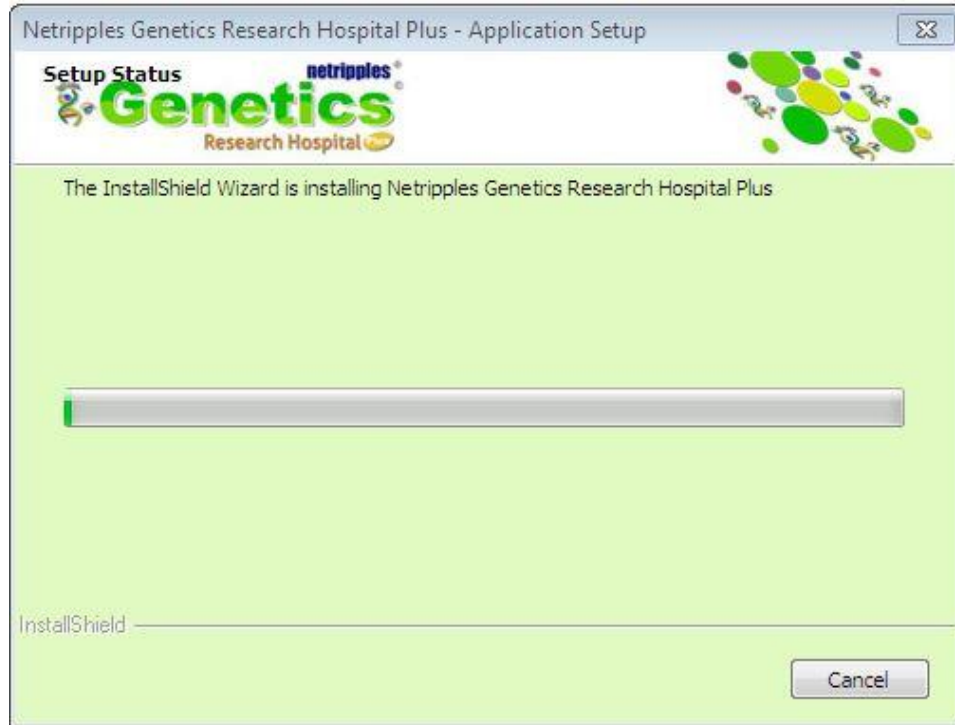 Netripples Genetics Research Hospital Plus - Application Setup
Setup Status
netripples
Genetics
Research Hospital
The InstallShield Wizard is installing Netripples Genetics Research Hospital Plus
InstallShield
Cancel